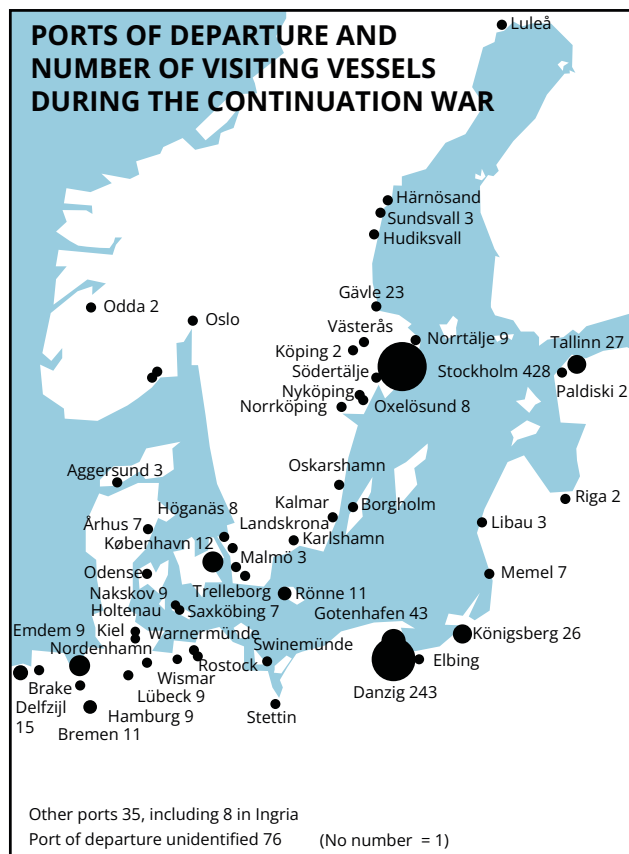 PORTS OF DEPARTURE AND
NUMBER OF VISITING VESSELS
DURING THE CONTINUATION WAR
Luleå
Härnösand
Sundsvall 3
Hudiksvall
Gävle 23
Odda 2
Oslo
Västerås
Norrtälje 9
Köping 2
Tallinn 27
Södertälje
Stockholm 428
Nyköping
Paldiski 2
Norrköping
Oxelösund 8
Oskarshamn
Aggersund 3
Höganäs 8
Kalmar
Borgholm
Riga 2
Århus 7
Landskrona
Libau 3
København 12
Karlshamn
Malmö 3
Odense
Memel 7
Nakskov 9
Trelleborg
Rönne 11
Holtenau
Saxköbing 7
Gotenhafen 43
Emdem 9
Kiel
Warnermünde
Königsberg 26
Nordenhamn
Swinemünde
Rostock
Elbing
Wismar
Brake
Lübeck 9
Danzig 243
Delfzijl
15
Hamburg 9
Stettin
Bremen 11
Other ports 35, including 8 in Ingria
Port of departure unidentified 76 (No number = 1)